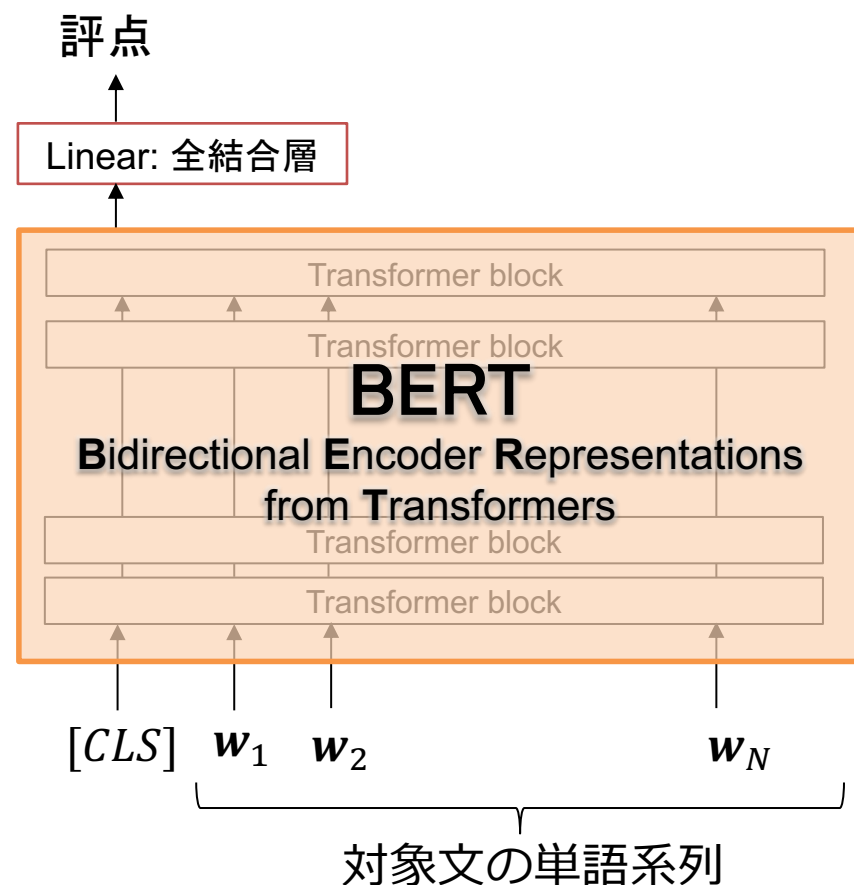 評点
Linear: 全結合層
Transformer block
Transformer block
BERT
Bidirectional Encoder Representations
from Transformers
Transformer block
Transformer block
[CLS] w₁ w₂ w_N
対象文の単語系列